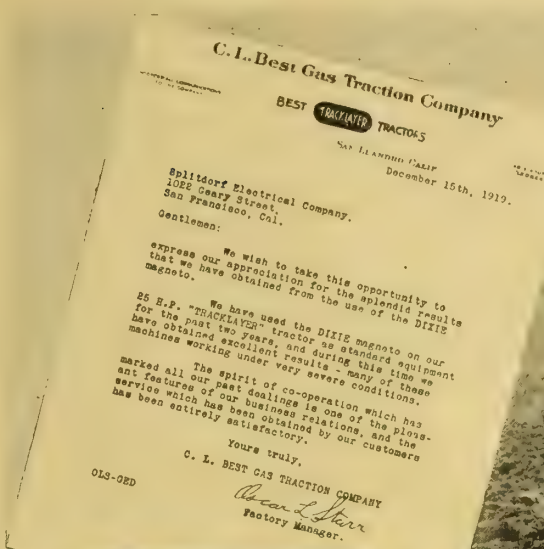 C. L. Best Gas Traction Company
BEST TRACKLAYER TRACTORS
SAN LEANDRO CALIF
December 15th, 1919.
Splitdorf Electrical Company.
1022 Geary Street,
San Francisco, Cal.
Gentlemen:
We wish to take this opportunity to
express our appreciation for the splendid results
that we have obtained from the use of the DIXIE
magneto.
We have used the DIXIE magneto on our
25 H.P. "TRACKLAYER" tractor as standard equipment
for the past two years, and during this time we
have obtained excellent results - many of these
machines working under very severe conditions.
The spirit of co-operation which has
marked all our past dealings is one of the pleas-
ant features of our business relations, and the
service which has been obtained by our customers
has been entirely satisfactory.
Yours truly,
C. L. BEST GAS TRACTION COMPANY
OLS-GED
Oscar L Starr
Factory Manager.